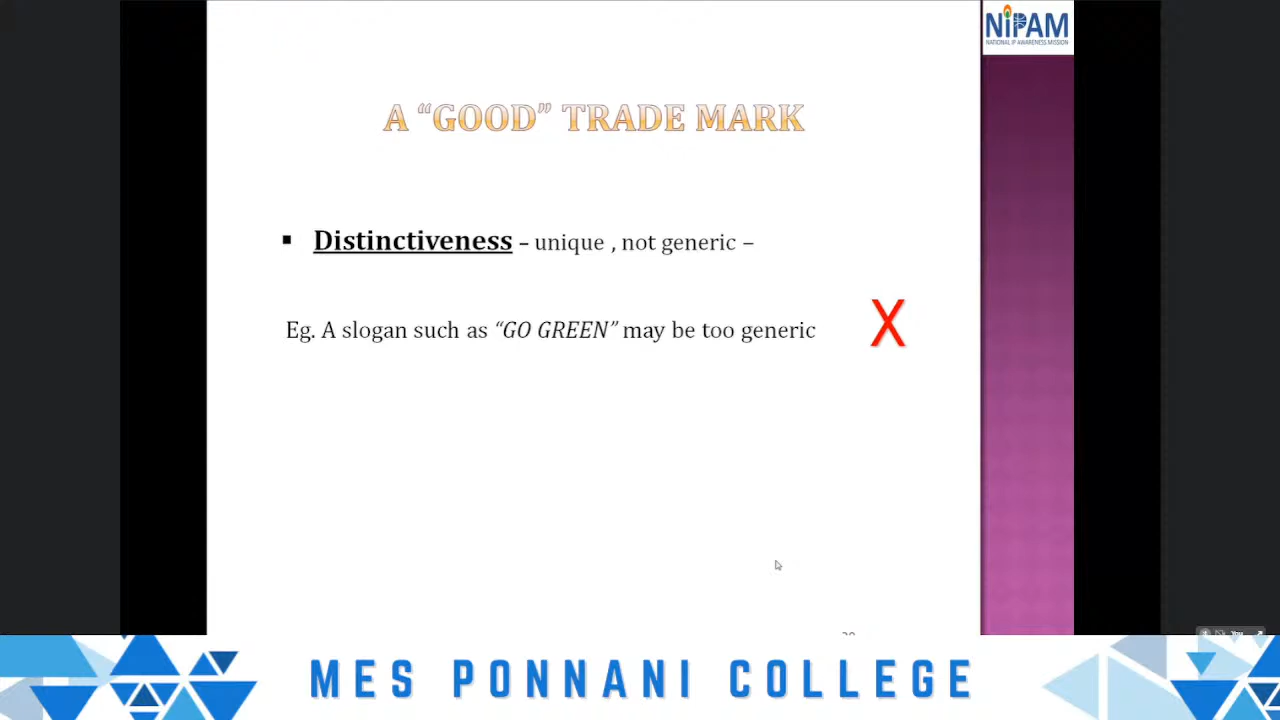 NiPAM
NATIONAL IP AWARENESS MISSION
A “GOOD” TRADE MARK
▪ Distinctiveness – unique , not generic –
Eg. A slogan such as “GO GREEN” may be too generic
X
You
MES PONNANI COLLEGE